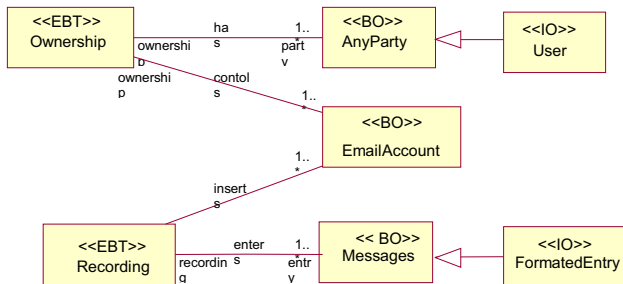 <<EBT>>
Ownership
ha
s
ownershi
p
1..
*
part
y
<<BO>>
AnyParty
<<IO>>
User
ownershi
p
contol
s
1..
*
<<BO>>
EmailAccount
1..
*
insert
s
<<EBT>>
Recording
enter
s
recordin
g
1..
*
entr
y
<< BO>>
Messages
<<IO>>
FormatedEntry